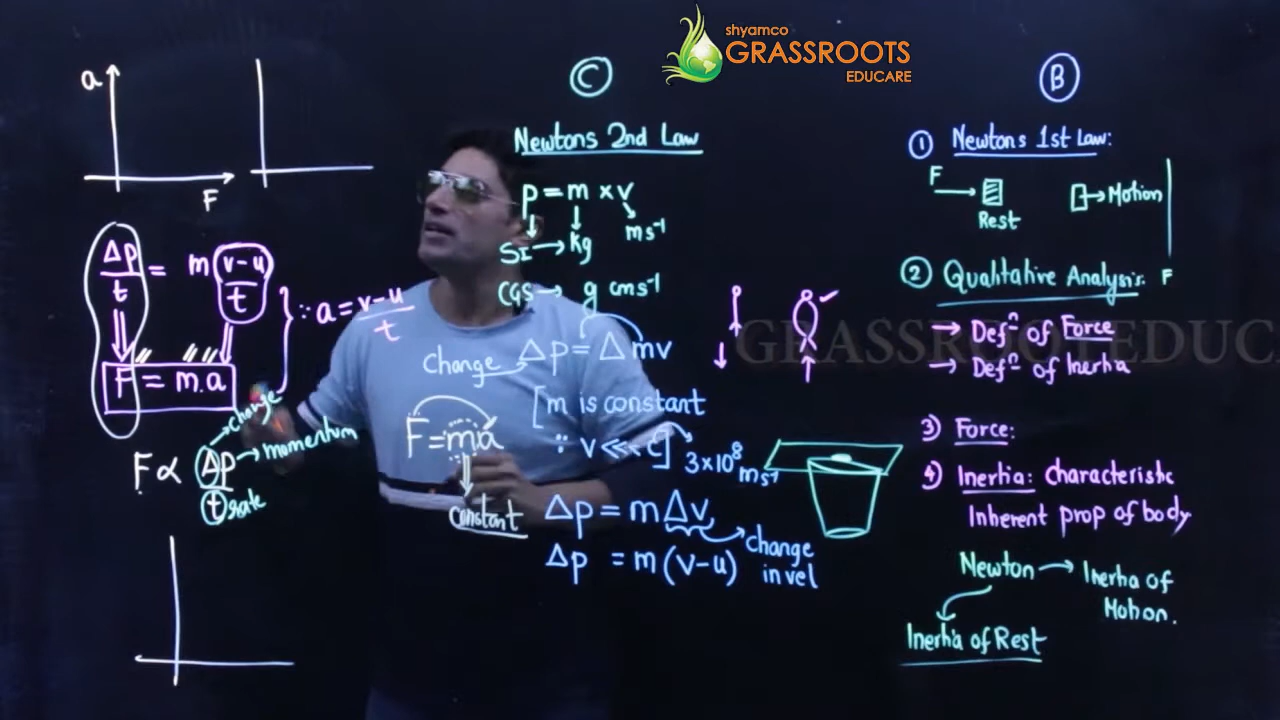 shyamco
GRASSROOTS
EDUCARE
a
F
Δp/t = m (v-u)/t
∵ a = v-u/t
F = m.a
F ∝ Δp/t
change
momentum
rate
C
Newtons 2nd Law
p = m × v
SI → kg ms⁻¹
CGS → g cms⁻¹
Change Δp = Δmv
[m is constant
∵ v <<< c] 3×10⁸ ms⁻¹
F = ma
constant
Δp = mΔv
change
in vel
Δp = m(v-u)
GRASSROOTEDUC
B
① Newtons 1st Law:
F → Rest
→ Motion
② Qualitative Analysis: F
→ Defⁿ of Force
→ Defⁿ of Inertia
3) Force:
4) Inertia: characteristic
Inherent prop of body
Newton → Inertia of
Motion.
Inertia of Rest